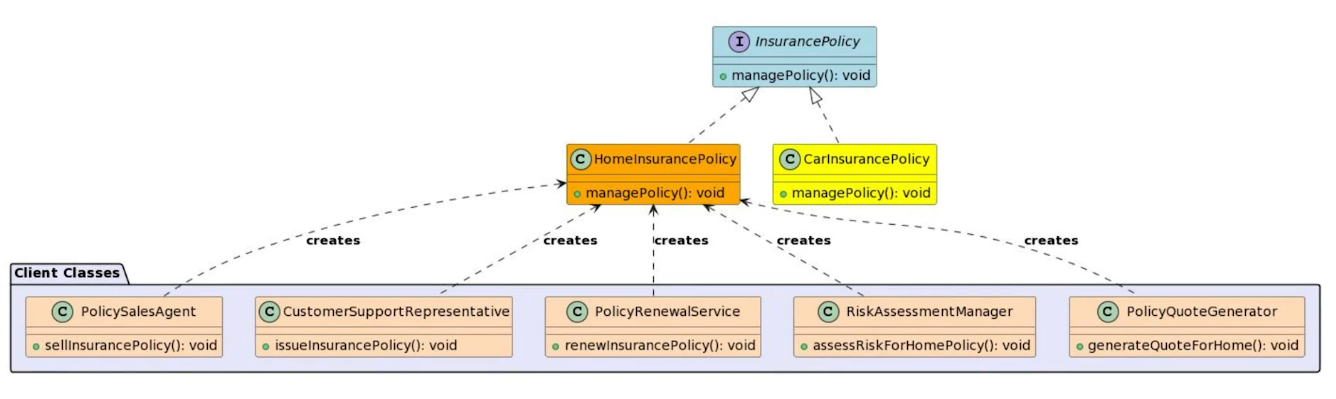 I InsurancePolicy
managePolicy(): void
C HomeInsurancePolicy
managePolicy(): void
C CarInsurancePolicy
managePolicy(): void
creates
creates
creates
creates
creates
Client Classes
C PolicySalesAgent
sellInsurancePolicy(): void
C CustomerSupportRepresentative
issueInsurancePolicy(): void
C PolicyRenewalService
renewInsurancePolicy(): void
C RiskAssessmentManager
assessRiskForHomePolicy(): void
C PolicyQuoteGenerator
generateQuoteForHome(): void